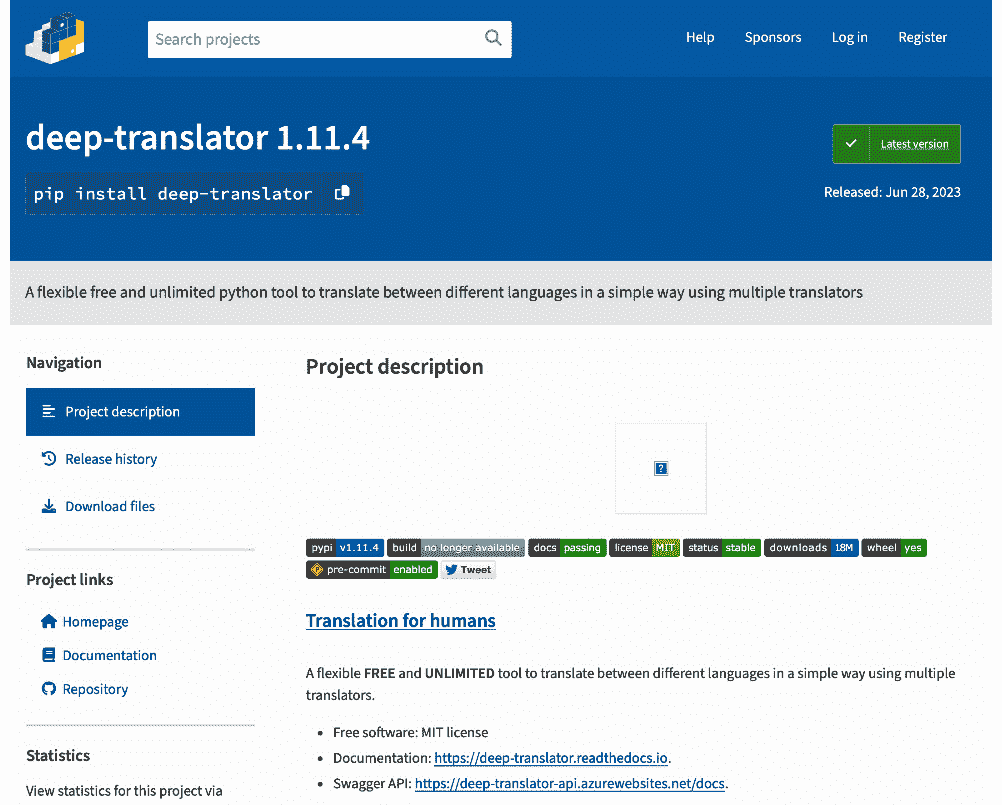 Search projects
Help
Sponsors
Log in
Register
deep-translator 1.11.4
pip install deep-translator
Latest version
Released: Jun 28, 2023
A flexible free and unlimited python tool to translate between different languages in a simple way using multiple translators
Navigation
Project description
Release history
Download files
Project links
Homepage
Documentation
Repository
Statistics
View statistics for this project via
Project description
?
pypi v1.11.4 build no longer available docs passing license MIT status stable downloads 18M wheel yes
pre-commit enabled Tweet
Translation for humans
A flexible FREE and UNLIMITED tool to translate between different languages in a simple way using multiple
translators.
• Free software: MIT license
• Documentation: https://deep-translator.readthedocs.io.
• Swagger API: https://deep-translator-api.azurewebsites.net/docs.